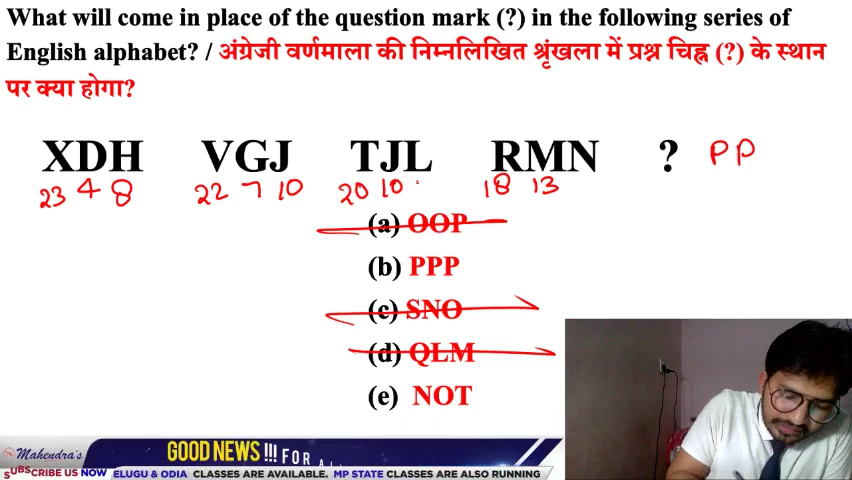 What will come in place of the question mark (?) in the following series of
English alphabet? / अंग्रेजी वर्णमाला की निम्नलिखित श्रृंखला में प्रश्न चिह्न (?) के स्थान
पर क्या होगा?
XDH VGJ TJL RMN ? PP
23 4 8 22 7 10 20 10 18 13
(a) OOP
(b) PPP
(c) SNO
(d) QLM
(e) NOT
Mahendra's GOOD NEWS !!! FOR
SUBSCRIBE US NOW ELUGU & ODIA CLASSES ARE AVAILABLE. MP STATE CLASSES ARE ALSO RUNNING